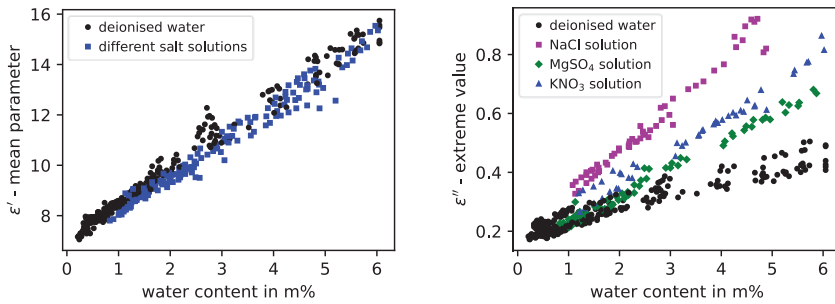 deionised water
different salt solutions
16
14
12
10
8
0
1
2
3
4
5
6
ε′ - mean parameter
water content in m%
deionised water
NaCl solution
MgSO₄ solution
KNO₃ solution
0.8
0.6
0.4
0.2
0
1
2
3
4
5
6
ε′′ - extreme value
water content in m%